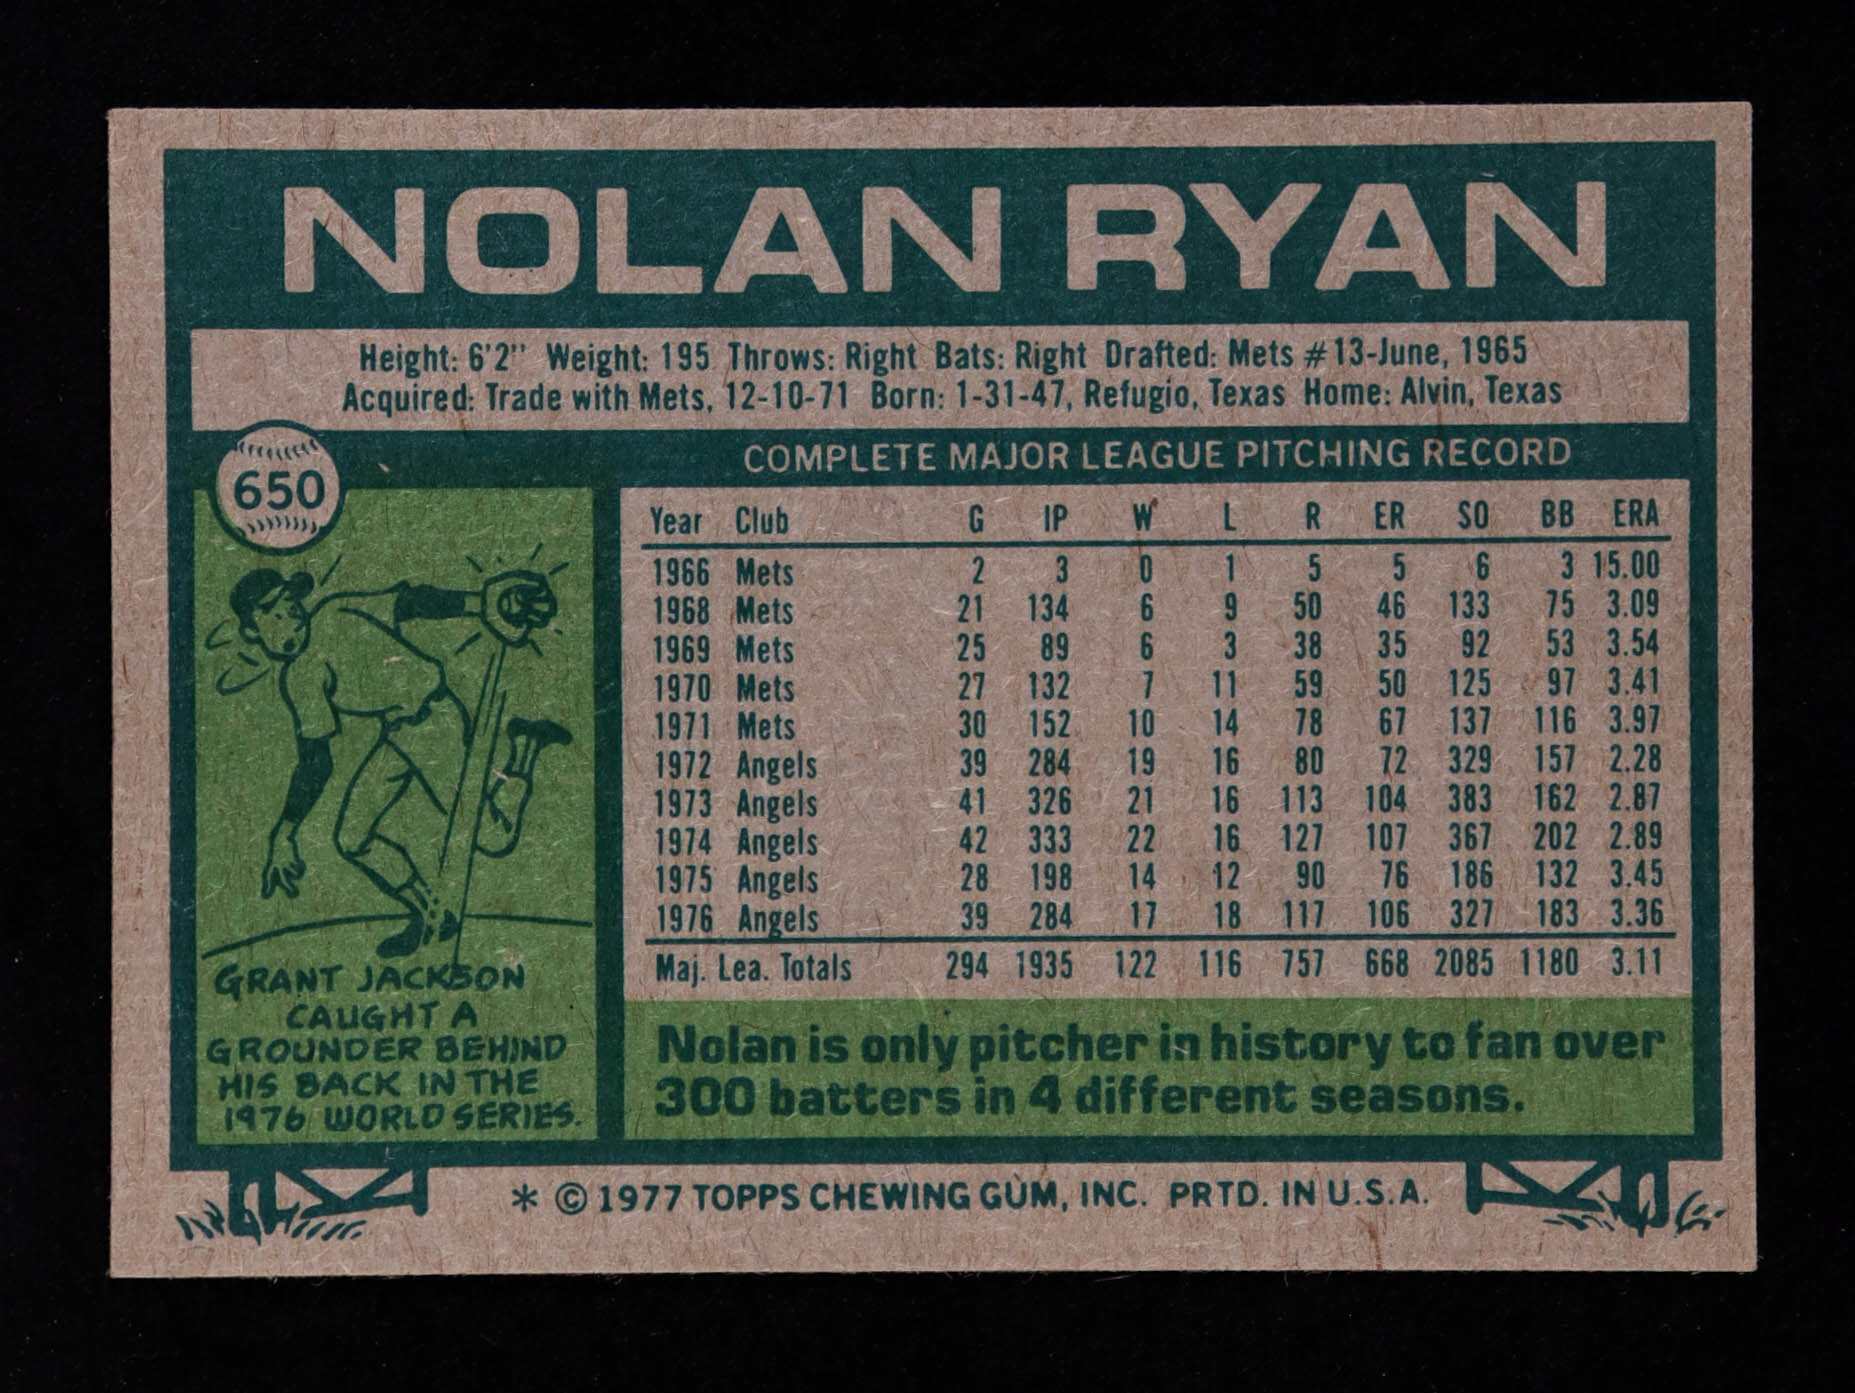 NOLAN RYAN
Height: 6'2" Weight: 195 Throws: Right Bats: Right Drafted: Mets #13-June, 1965
Acquired: Trade with Mets, 12-10-71 Born: 1-31-47, Refugio, Texas Home: Alvin, Texas
650
COMPLETE MAJOR LEAGUE PITCHING RECORD
Year Club G IP W L R ER SO BB ERA
1966 Mets 2 3 0 1 5 5 6 3 15.00
1968 Mets 21 134 6 9 50 46 133 75 3.09
1969 Mets 25 89 6 3 38 35 92 53 3.54
1970 Mets 27 132 7 11 59 50 125 97 3.41
1971 Mets 30 152 10 14 78 67 137 116 3.97
1972 Angels 39 284 19 16 80 72 329 157 2.28
1973 Angels 41 326 21 16 113 104 383 162 2.87
1974 Angels 42 333 22 16 127 107 367 202 2.89
1975 Angels 28 198 14 12 90 76 186 132 3.45
1976 Angels 39 284 17 18 117 106 327 183 3.36
Maj. Lea. Totals 294 1935 122 116 757 668 2085 1180 3.11
GRANT JACKSON
CAUGHT A
GROUNDER BEHIND
HIS BACK IN THE
1976 WORLD SERIES.
Nolan is only pitcher in history to fan over
300 batters in 4 different seasons.
* © 1977 TOPPS CHEWING GUM, INC. PRTD. IN U.S.A.